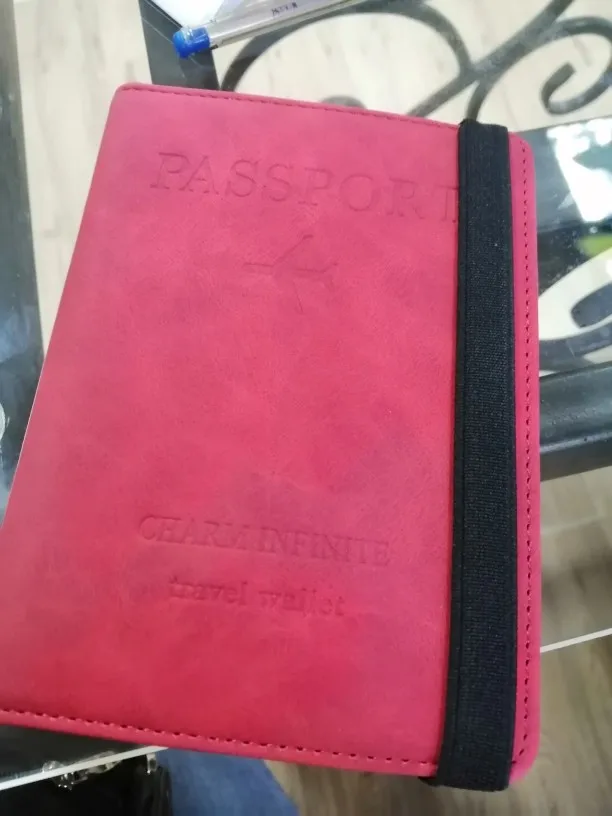 PASSPORT
CHARM INFINITE
travel wallet